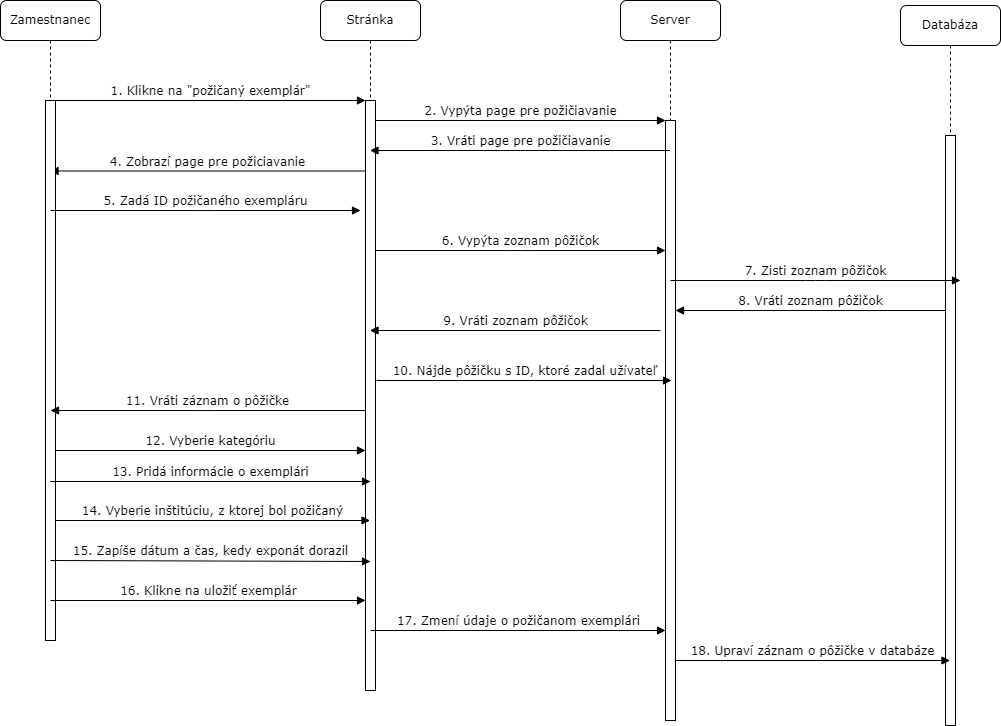 Zamestnanec
Stránka
Server
Databáza
1. Klikne na "požičaný exemplár"
2. Vypýta page pre požičiavanie
3. Vráti page pre požičiavanie
4. Zobrazí page pre požiciavanie
5. Zadá ID požičaného exempláru
6. Vypýta zoznam pôžičok
7. Zisti zoznam pôžičok
8. Vráti zoznam pôžičok
9. Vráti zoznam pôžičok
10. Nájde pôžičku s ID, ktoré zadal užívateľ
11. Vráti záznam o pôžičke
12. Vyberie kategóriu
13. Pridá informácie o exemplári
14. Vyberie inštitúciu, z ktorej bol požičaný
15. Zapíše dátum a čas, kedy exponát dorazil
16. Klikne na uložiť exemplár
17. Zmení údaje o požičanom exemplári
18. Upraví záznam o pôžičke v databáze